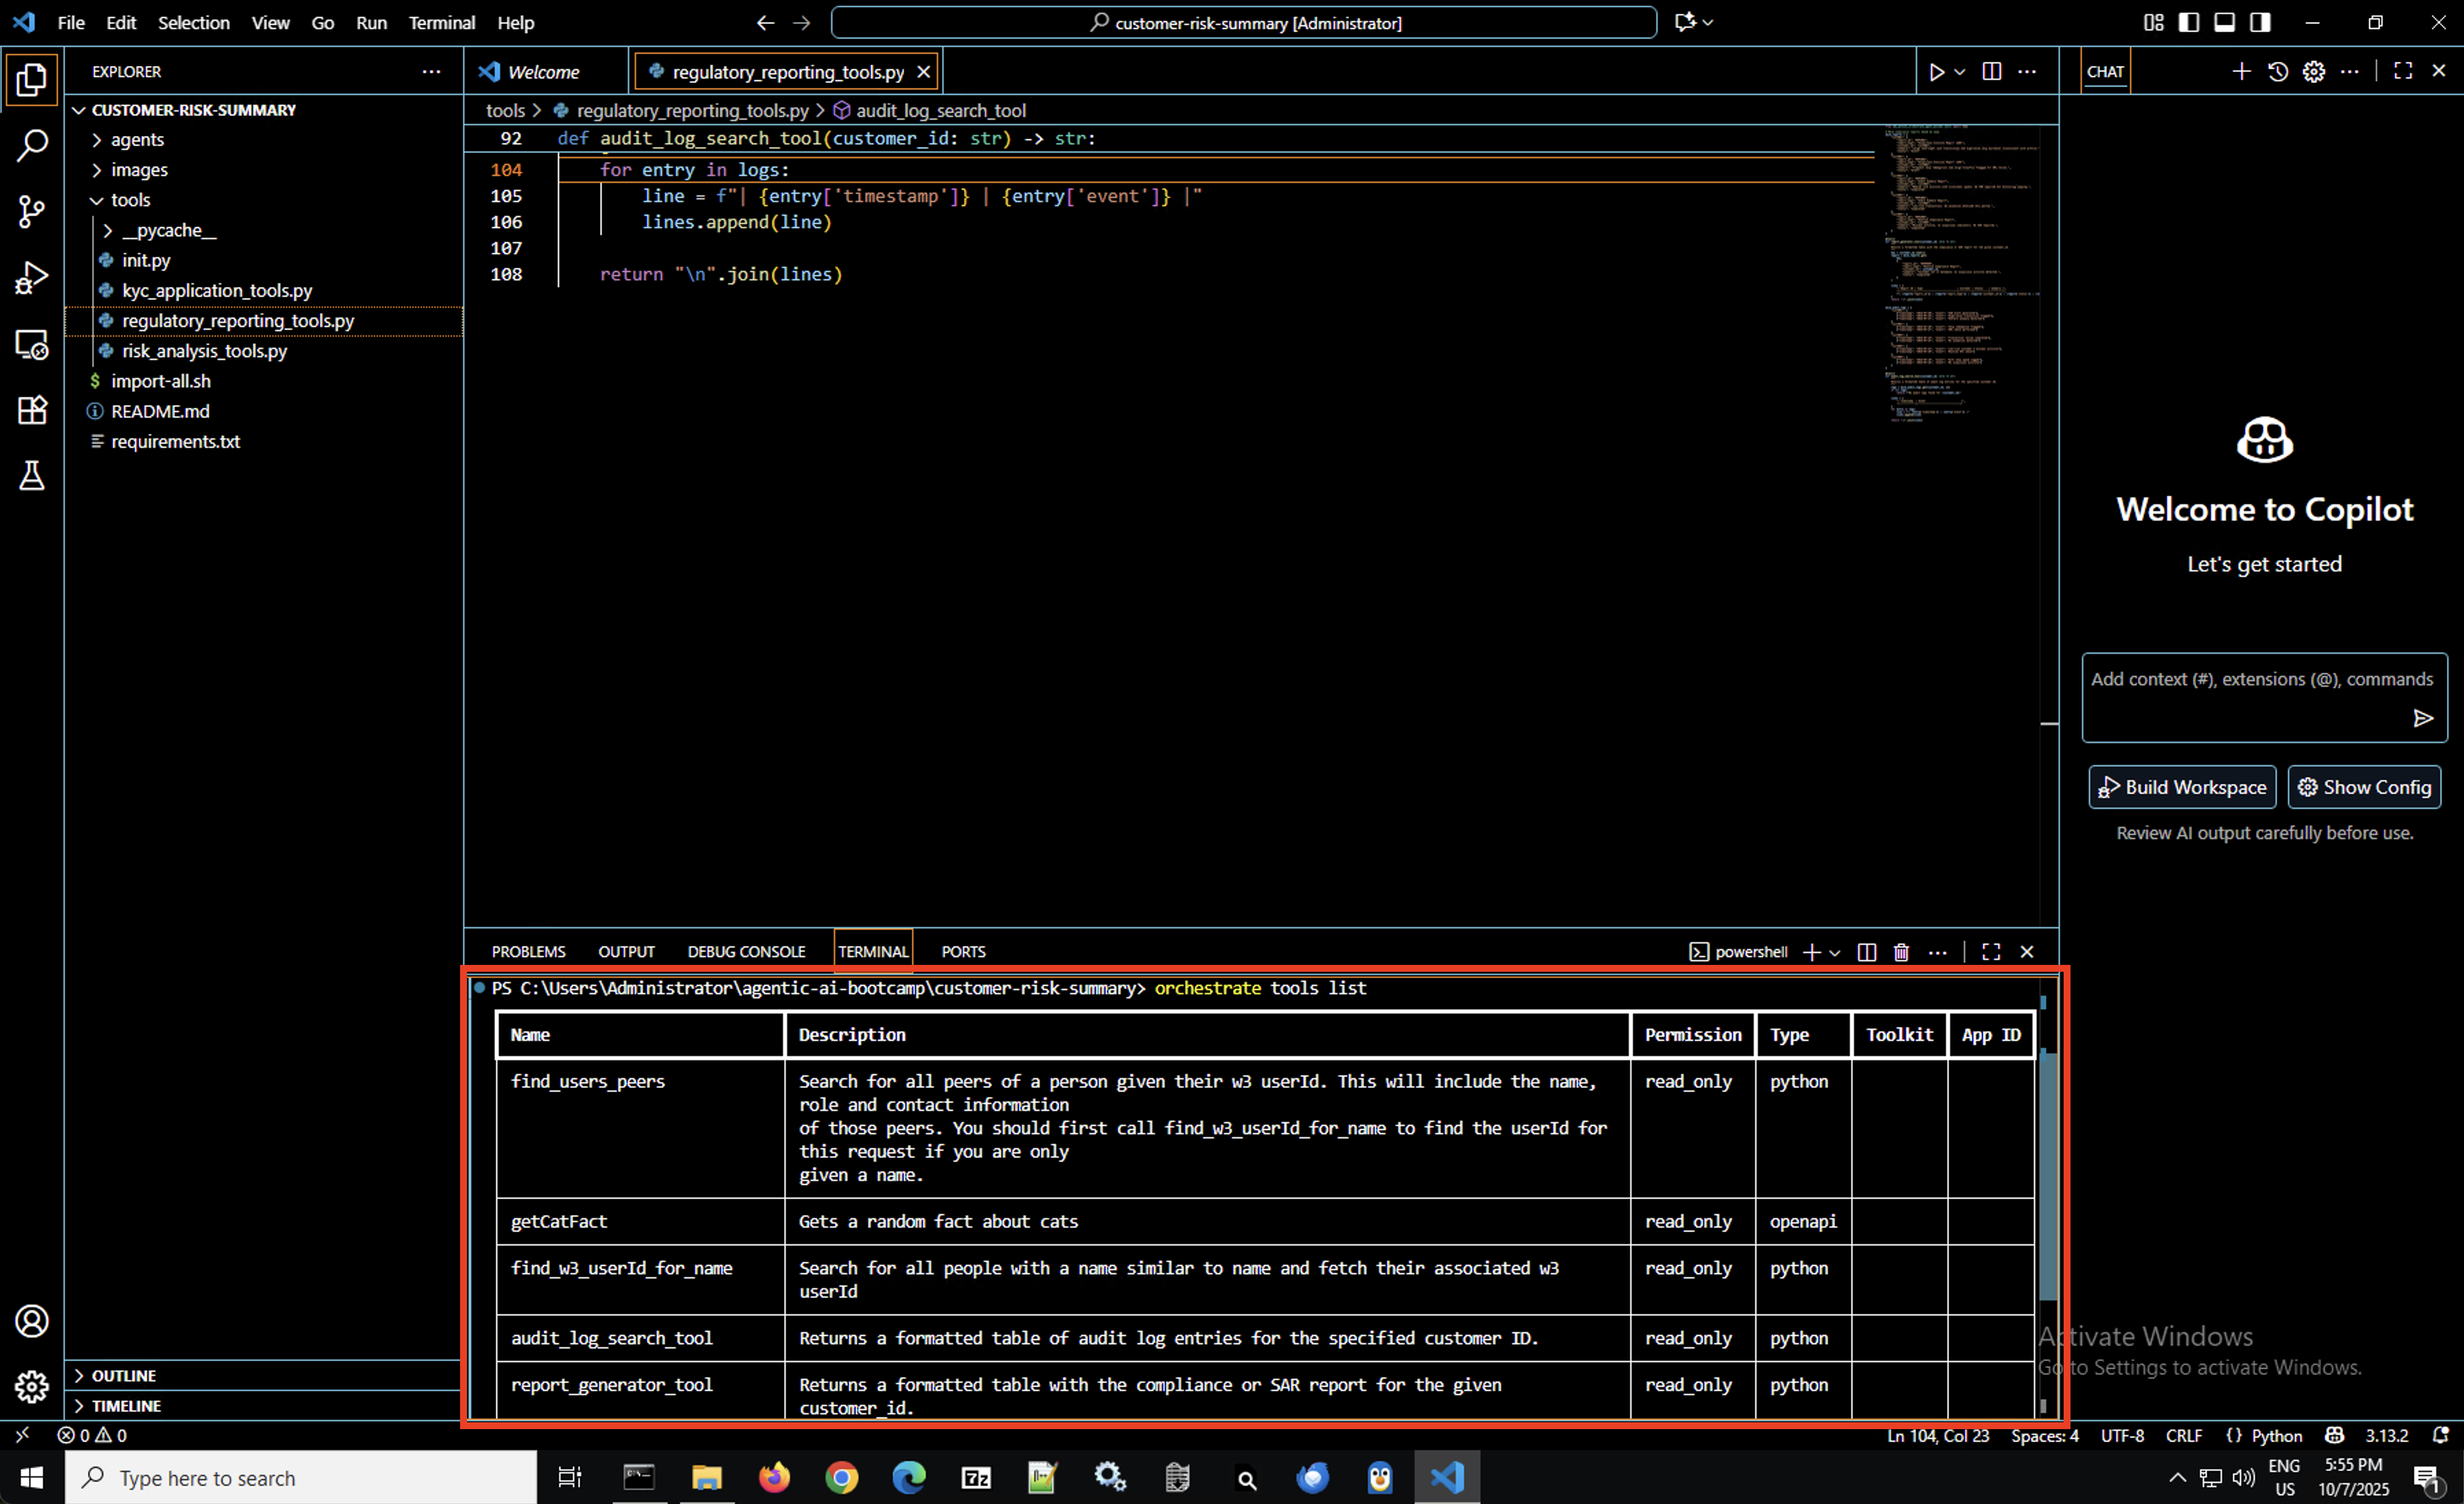 File Edit Selection View Go Run Terminal Help
customer-risk-summary [Administrator]
EXPLORER
Welcome
regulatory_reporting_tools.py
CHAT
CUSTOMER-RISK-SUMMARY
agents
images
tools
__pycache__
init.py
kyc_application_tools.py
regulatory_reporting_tools.py
risk_analysis_tools.py
import-all.sh
README.md
requirements.txt
OUTLINE
TIMELINE
tools > regulatory_reporting_tools.py > audit_log_search_tool
92 def audit_log_search_tool(customer_id: str) -> str:
104 for entry in logs:
105 line = f"| {entry['timestamp']} | {entry['event']} |"
106 lines.append(line)
107
108 return "\n".join(lines)
Welcome to Copilot
Let's get started
Add context (#), extensions (@), commands
Build Workspace
Show Config
Review AI output carefully before use.
PROBLEMS OUTPUT DEBUG CONSOLE TERMINAL PORTS
powershell
PS C:\Users\Administrator\agentic-ai-bootcamp\customer-risk-summary> orchestrate tools list
Name Description Permission Type Toolkit App ID
find_users_peers Search for all peers of a person given their w3 userId. This will include the name, read_only python
role and contact information
of those peers. You should first call find_w3_userId_for_name to find the userId for
this request if you are only
given a name.
getCatFact Gets a random fact about cats read_only openapi
find_w3_userId_for_name Search for all people with a name similar to name and fetch their associated w3 read_only python
userId
audit_log_search_tool Returns a formatted table of audit log entries for the specified customer ID. read_only python
report_generator_tool Returns a formatted table with the compliance or SAR report for the given read_only python
customer_id.
Activate Windows
Go to Settings to activate Windows.
0 0
Ln 104, Col 23 Spaces: 4 UTF-8 CRLF {} Python 3.13.2
Type here to search
7z
ENG
US
5:55 PM
10/7/2025
1